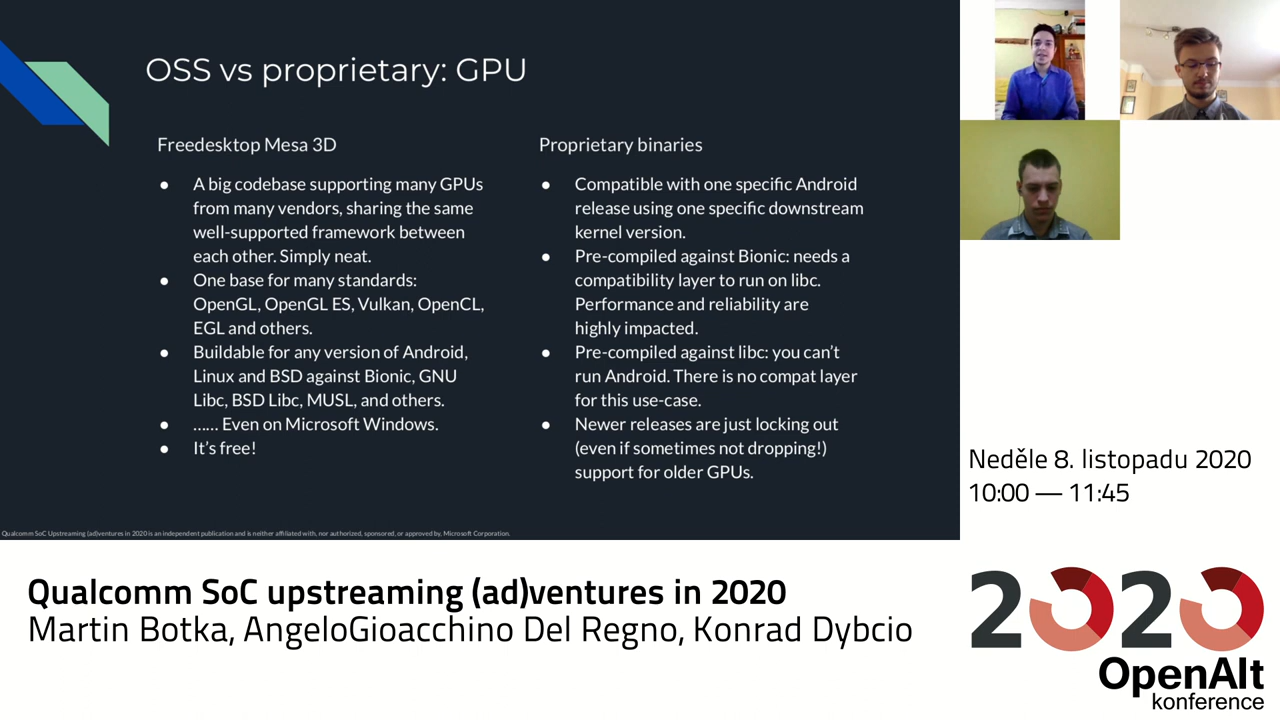 OSS vs proprietary: GPU
Freedesktop Mesa 3D
● A big codebase supporting many GPUs
from many vendors, sharing the same
well-supported framework between
each other. Simply neat.
● One base for many standards:
OpenGL, OpenGL ES, Vulkan, OpenCL,
EGL and others.
● Buildable for any version of Android,
Linux and BSD against Bionic, GNU
Libc, BSD Libc, MUSL, and others.
● …... Even on Microsoft Windows.
● It’s free!
Proprietary binaries
● Compatible with one specific Android
release using one specific downstream
kernel version.
● Pre-compiled against Bionic: needs a
compatibility layer to run on libc.
Performance and reliability are
highly impacted.
● Pre-compiled against libc: you can’t
run Android. There is no compat layer
for this use-case.
● Newer releases are just locking out
(even if sometimes not dropping!)
support for older GPUs.
Qualcomm SoC Upstreaming (ad)ventures in 2020 is an independent publication and is neither affiliated with, nor authorized, sponsored, or approved by, Microsoft Corporation.
Neděle 8. listopadu 2020
10:00 — 11:45
Qualcomm SoC upstreaming (ad)ventures in 2020
Martin Botka, AngeloGioacchino Del Regno, Konrad Dybcio
2020
OpenAlt
konference